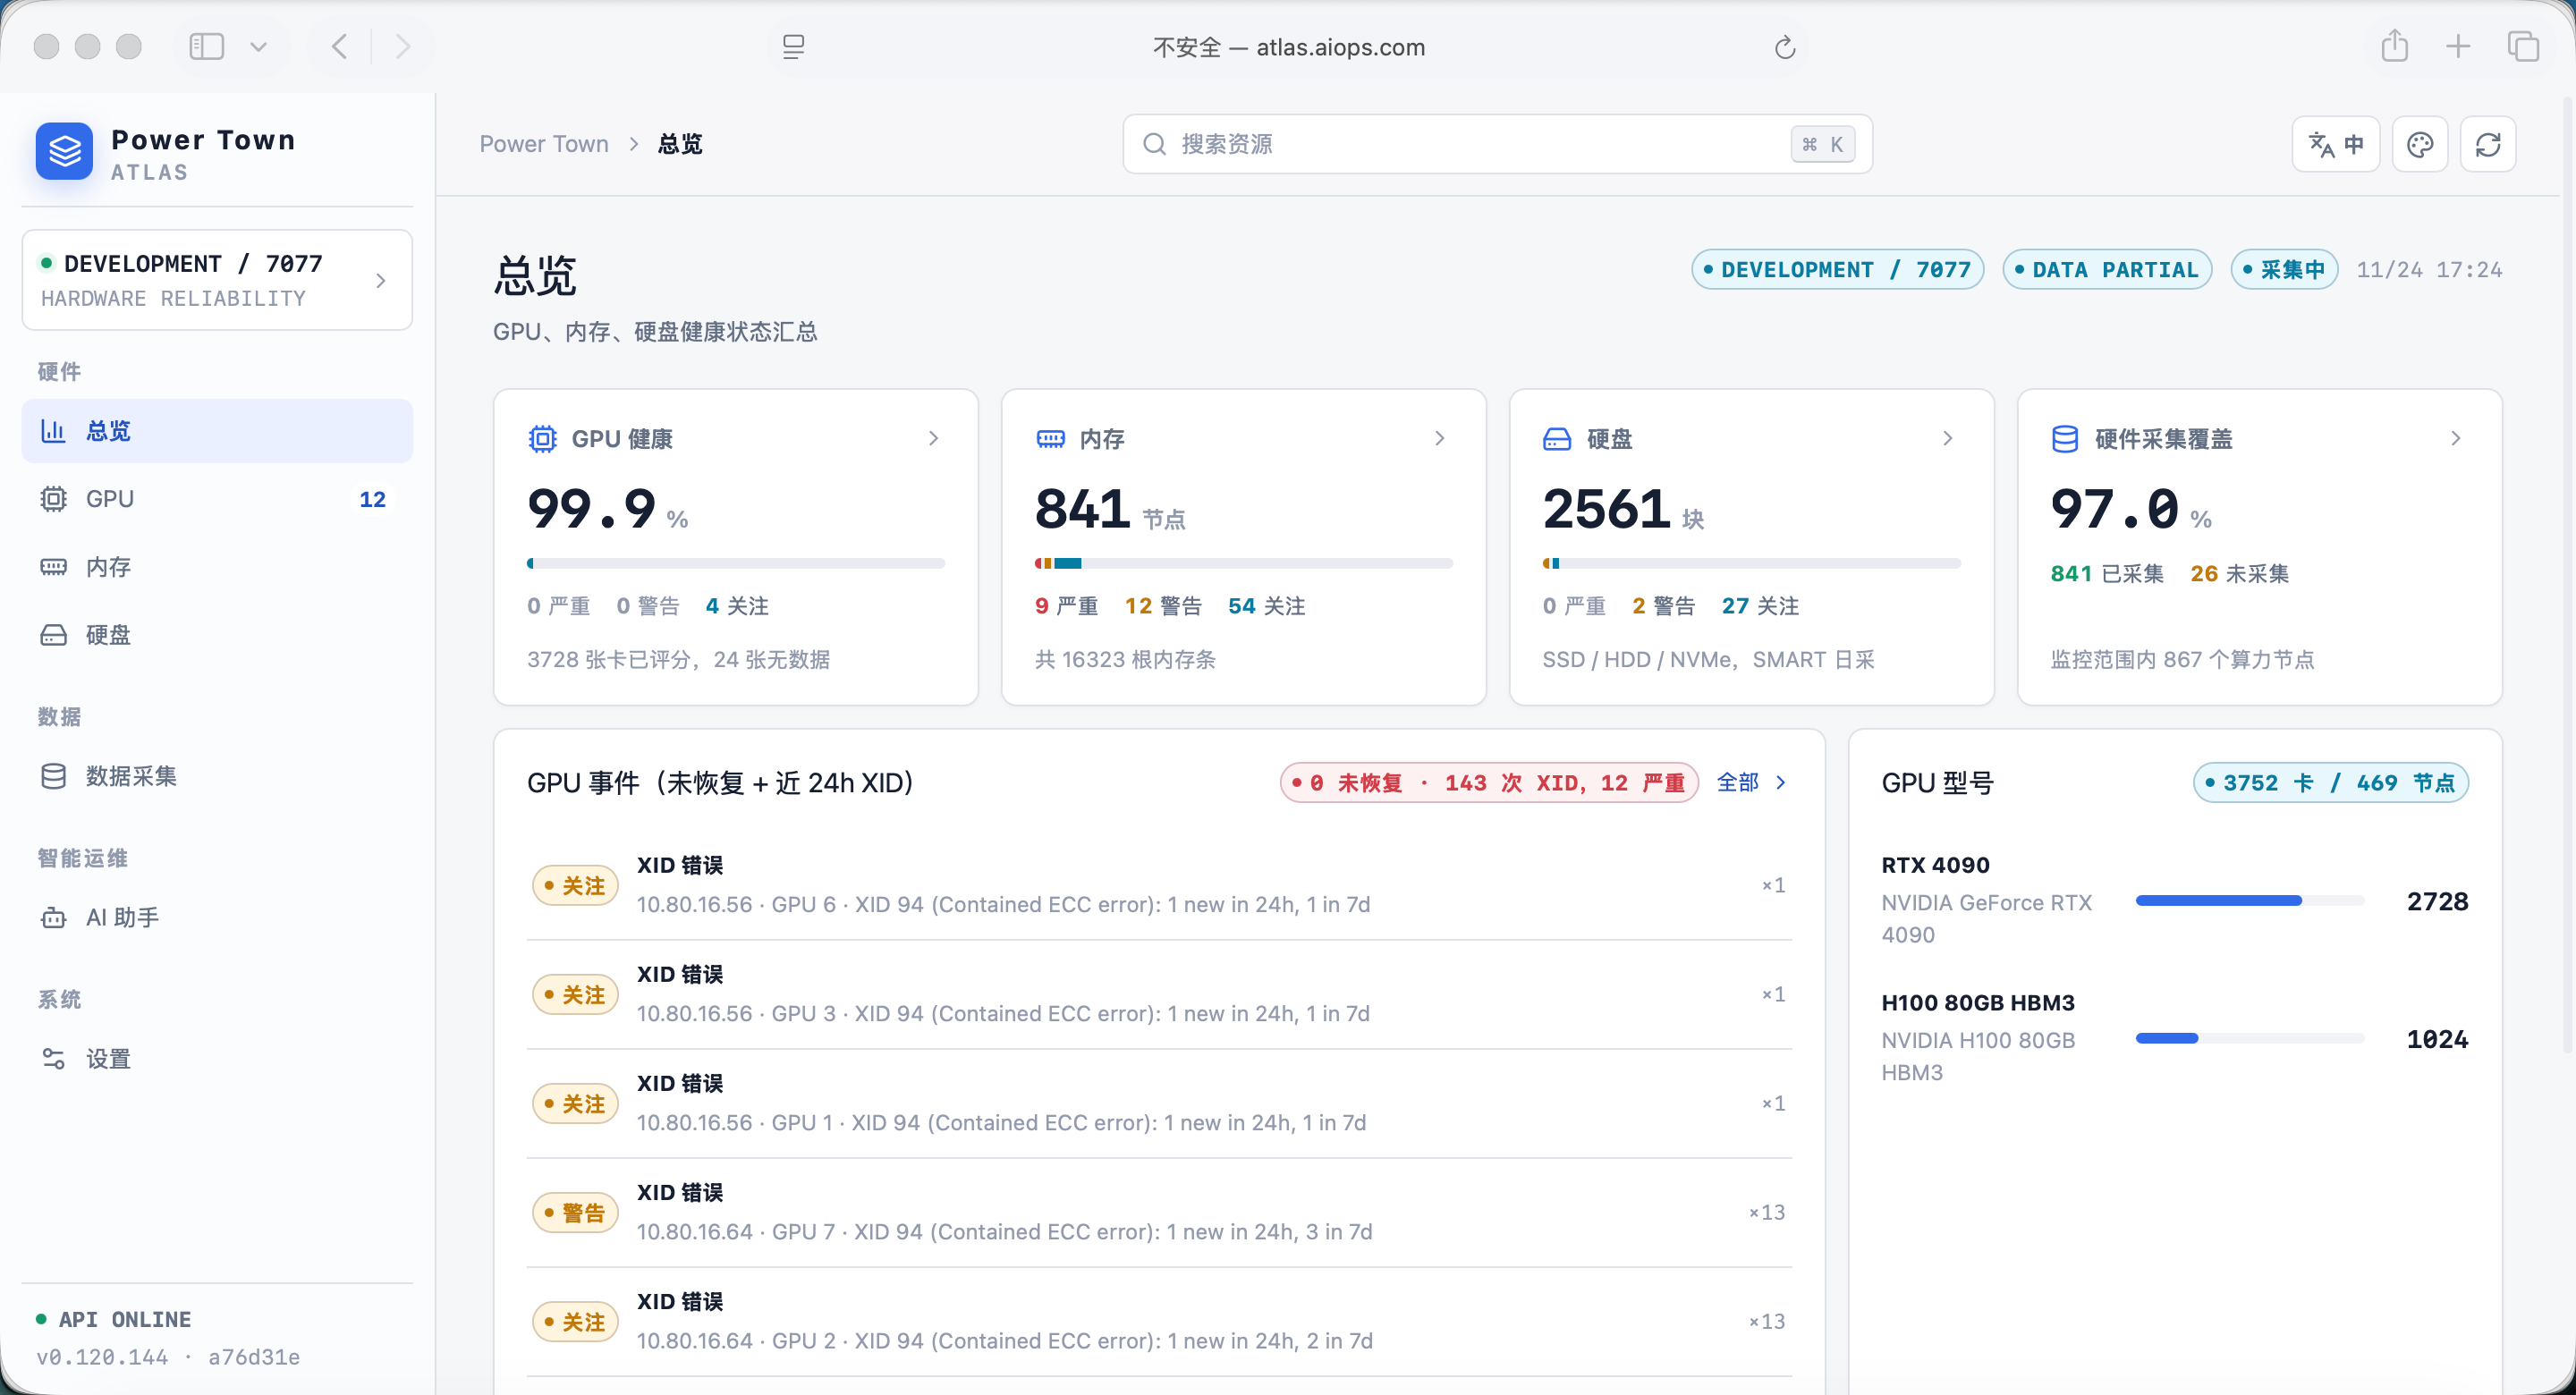 不安全 — atlas.aiops.com
Power Town
ATLAS
DEVELOPMENT / 7077
HARDWARE RELIABILITY
硬件
总览
GPU 12
内存
硬盘
数据
数据采集
智能运维
AI 助手
系统
设置
API ONLINE
v0.120.144 · a76d31e
Power Town > 总览
搜索资源 ⌘ K
中
总览
DEVELOPMENT / 7077 DATA PARTIAL 采集中 11/24 17:24
GPU、内存、硬盘健康状态汇总
GPU 健康
99.9 %
0 严重 0 警告 4 关注
3728 张卡已评分，24 张无数据
内存
841 节点
9 严重 12 警告 54 关注
共 16323 根内存条
硬盘
2561 块
0 严重 2 警告 27 关注
SSD / HDD / NVMe，SMART 日采
硬件采集覆盖
97.0 %
841 已采集 26 未采集
监控范围内 867 个算力节点
GPU 事件（未恢复 + 近 24h XID）
0 未恢复 · 143 次 XID，12 严重
全部
关注
XID 错误
10.80.16.56 · GPU 6 · XID 94 (Contained ECC error): 1 new in 24h, 1 in 7d
×1
关注
XID 错误
10.80.16.56 · GPU 3 · XID 94 (Contained ECC error): 1 new in 24h, 1 in 7d
×1
关注
XID 错误
10.80.16.56 · GPU 1 · XID 94 (Contained ECC error): 1 new in 24h, 1 in 7d
×1
警告
XID 错误
10.80.16.64 · GPU 7 · XID 94 (Contained ECC error): 1 new in 24h, 3 in 7d
×13
关注
XID 错误
10.80.16.64 · GPU 2 · XID 94 (Contained ECC error): 1 new in 24h, 2 in 7d
×13
GPU 型号
3752 卡 / 469 节点
RTX 4090
NVIDIA GeForce RTX
4090
2728
H100 80GB HBM3
NVIDIA H100 80GB
HBM3
1024